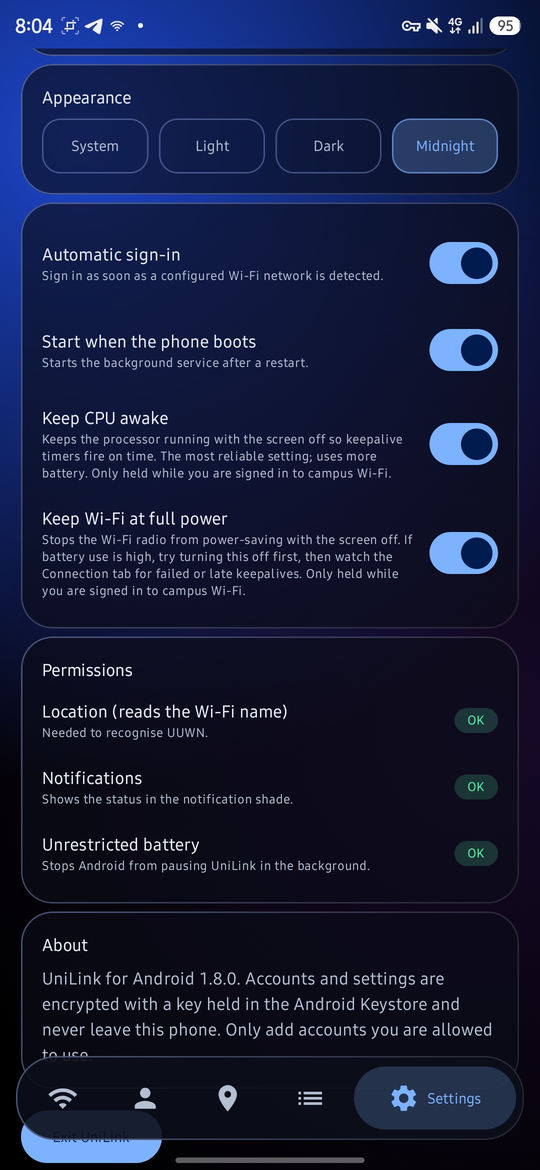 8:04
4G
95
Appearance
System
Light
Dark
Midnight
Automatic sign-in
Sign in as soon as a configured Wi-Fi network is detected.
Start when the phone boots
Starts the background service after a restart.
Keep CPU awake
Keeps the processor running with the screen off so keepalive
timers fire on time. The most reliable setting; uses more
battery. Only held while you are signed in to campus Wi-Fi.
Keep Wi-Fi at full power
Stops the Wi-Fi radio from power-saving with the screen off. If
battery use is high, try turning this off first, then watch the
Connection tab for failed or late keepalives. Only held while
you are signed in to campus Wi-Fi.
Permissions
Location (reads the Wi-Fi name)
Needed to recognise UUWN.
OK
Notifications
Shows the status in the notification shade.
OK
Unrestricted battery
Stops Android from pausing UniLink in the background.
OK
About
UniLink for Android 1.8.0. Accounts and settings are
encrypted with a key held in the Android Keystore and
never leave this phone. Only add accounts you are allowed
to use.
Settings
Exit UniLink